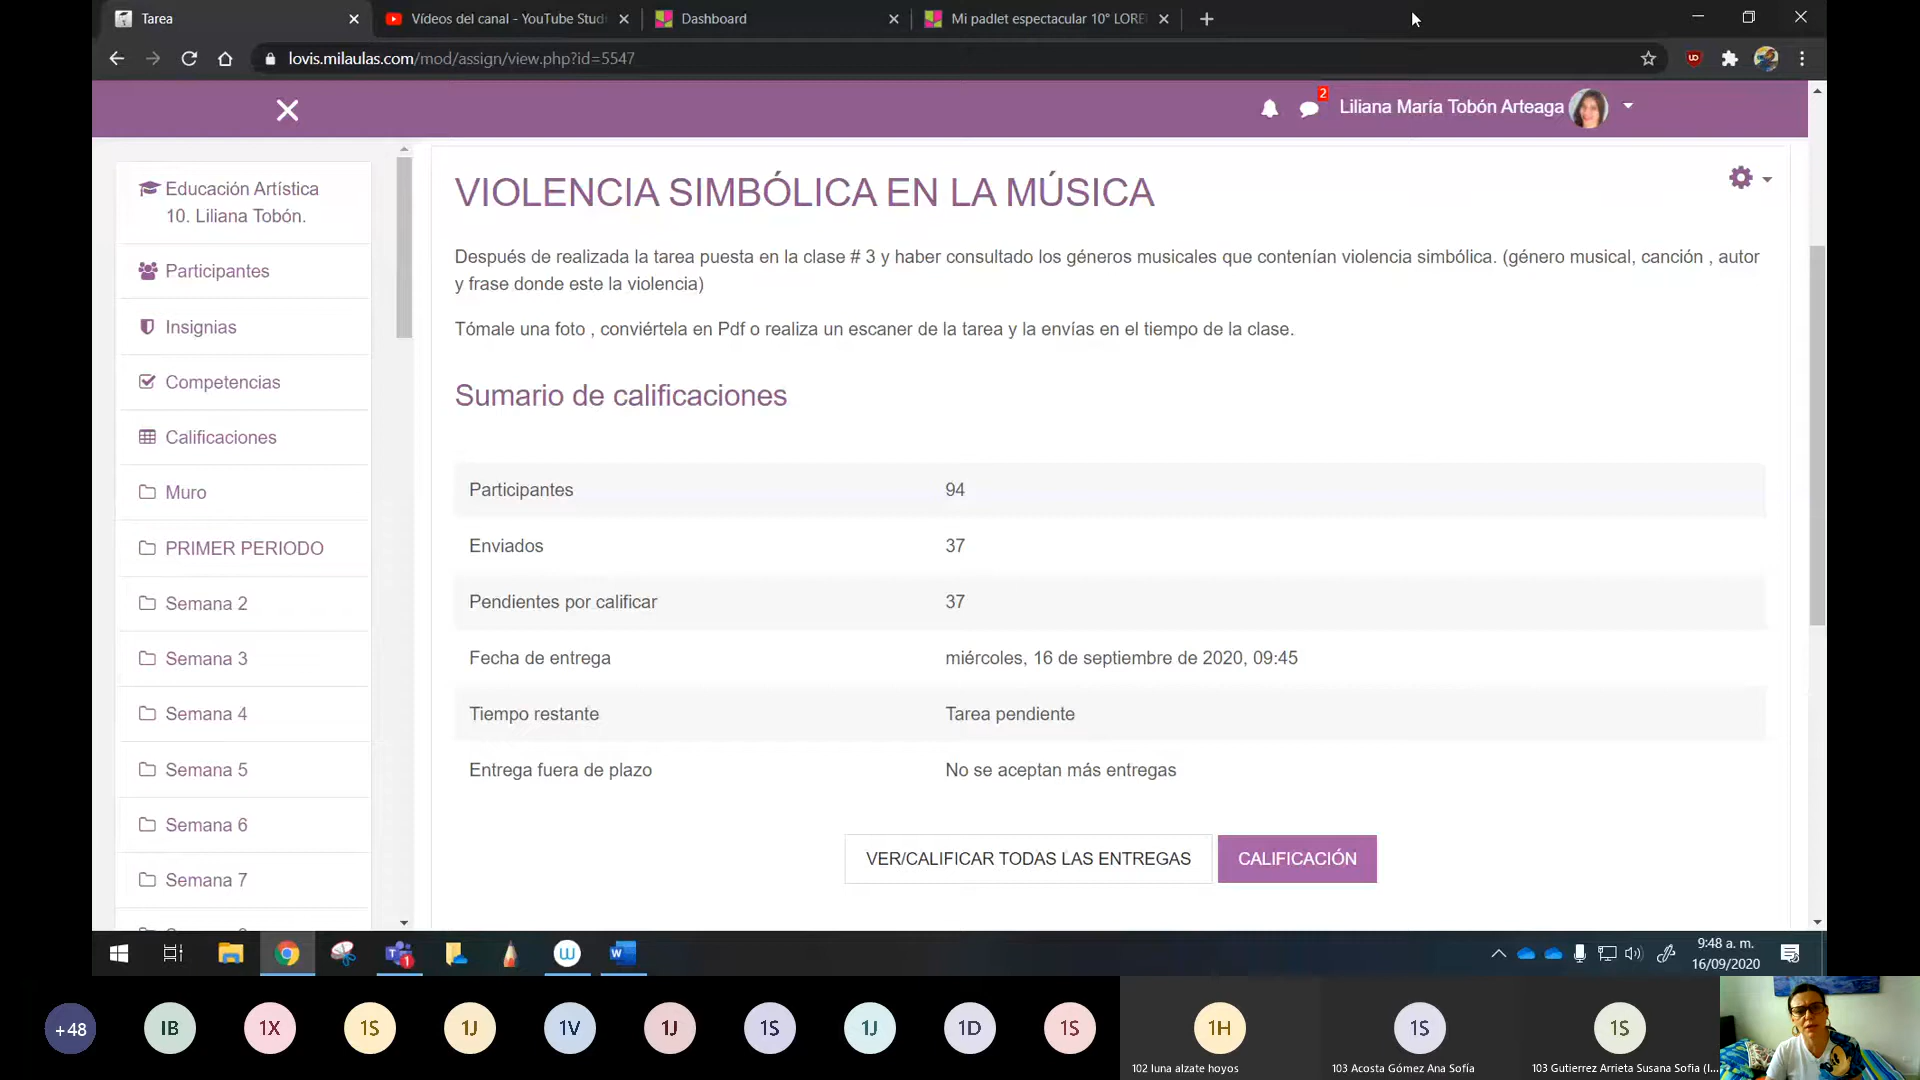 Tarea
Vídeos del canal - YouTube Stud
Dashboard
Mi padlet espectacular 10° LORE
lovis.milaulas.com/mod/assign/view.php?id=5547
2
Liliana María Tobón Arteaga
Educación Artística
10. Liliana Tobón.
Participantes
Insignias
Competencias
Calificaciones
Muro
PRIMER PERIODO
Semana 2
Semana 3
Semana 4
Semana 5
Semana 6
Semana 7
VIOLENCIA SIMBÓLICA EN LA MÚSICA
Después de realizada la tarea puesta en la clase # 3 y haber consultado los géneros musicales que contenían violencia simbólica. (género musical, canción , autor
y frase donde este la violencia)
Tómale una foto , conviértela en Pdf o realiza un escaner de la tarea y la envías en el tiempo de la clase.
Sumario de calificaciones
Participantes 94
Enviados 37
Pendientes por calificar 37
Fecha de entrega miércoles, 16 de septiembre de 2020, 09:45
Tiempo restante Tarea pendiente
Entrega fuera de plazo No se aceptan más entregas
VER/CALIFICAR TODAS LAS ENTREGAS CALIFICACIÓN
9:48 a. m.
16/09/2020
+48 IB 1X 1S 1J 1V 1J 1S 1J 1D 1S 1H 1S 1S
102 luna alzate hoyos
103 Acosta Gómez Ana Sofía
103 Gutierrez Arrieta Susana Sofia (I...